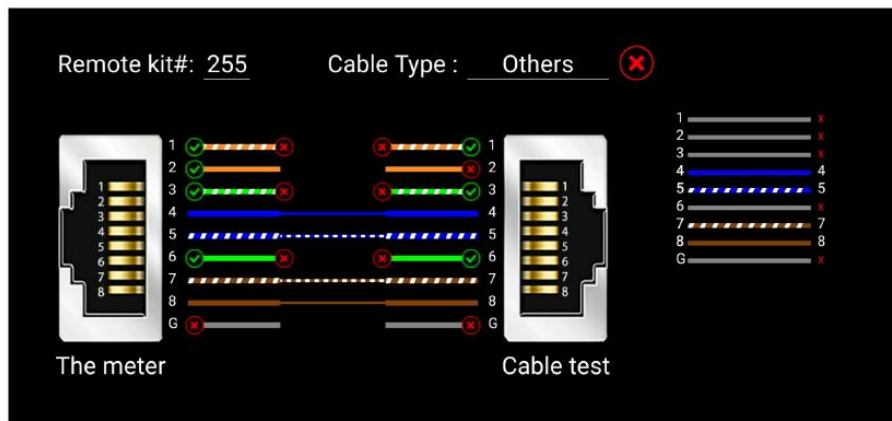 Remote kit#: 255
Cable Type : Others
1 x
2 x
3 x
4 4
5 5
6 x
7 7
8 8
G x
1 1
2 2
3 3
4 4
5 5
6 6
7 7
8 8
G G
1
2
3
4
5
6
7
8
1
2
3
4
5
6
7
8
The meter
Cable test